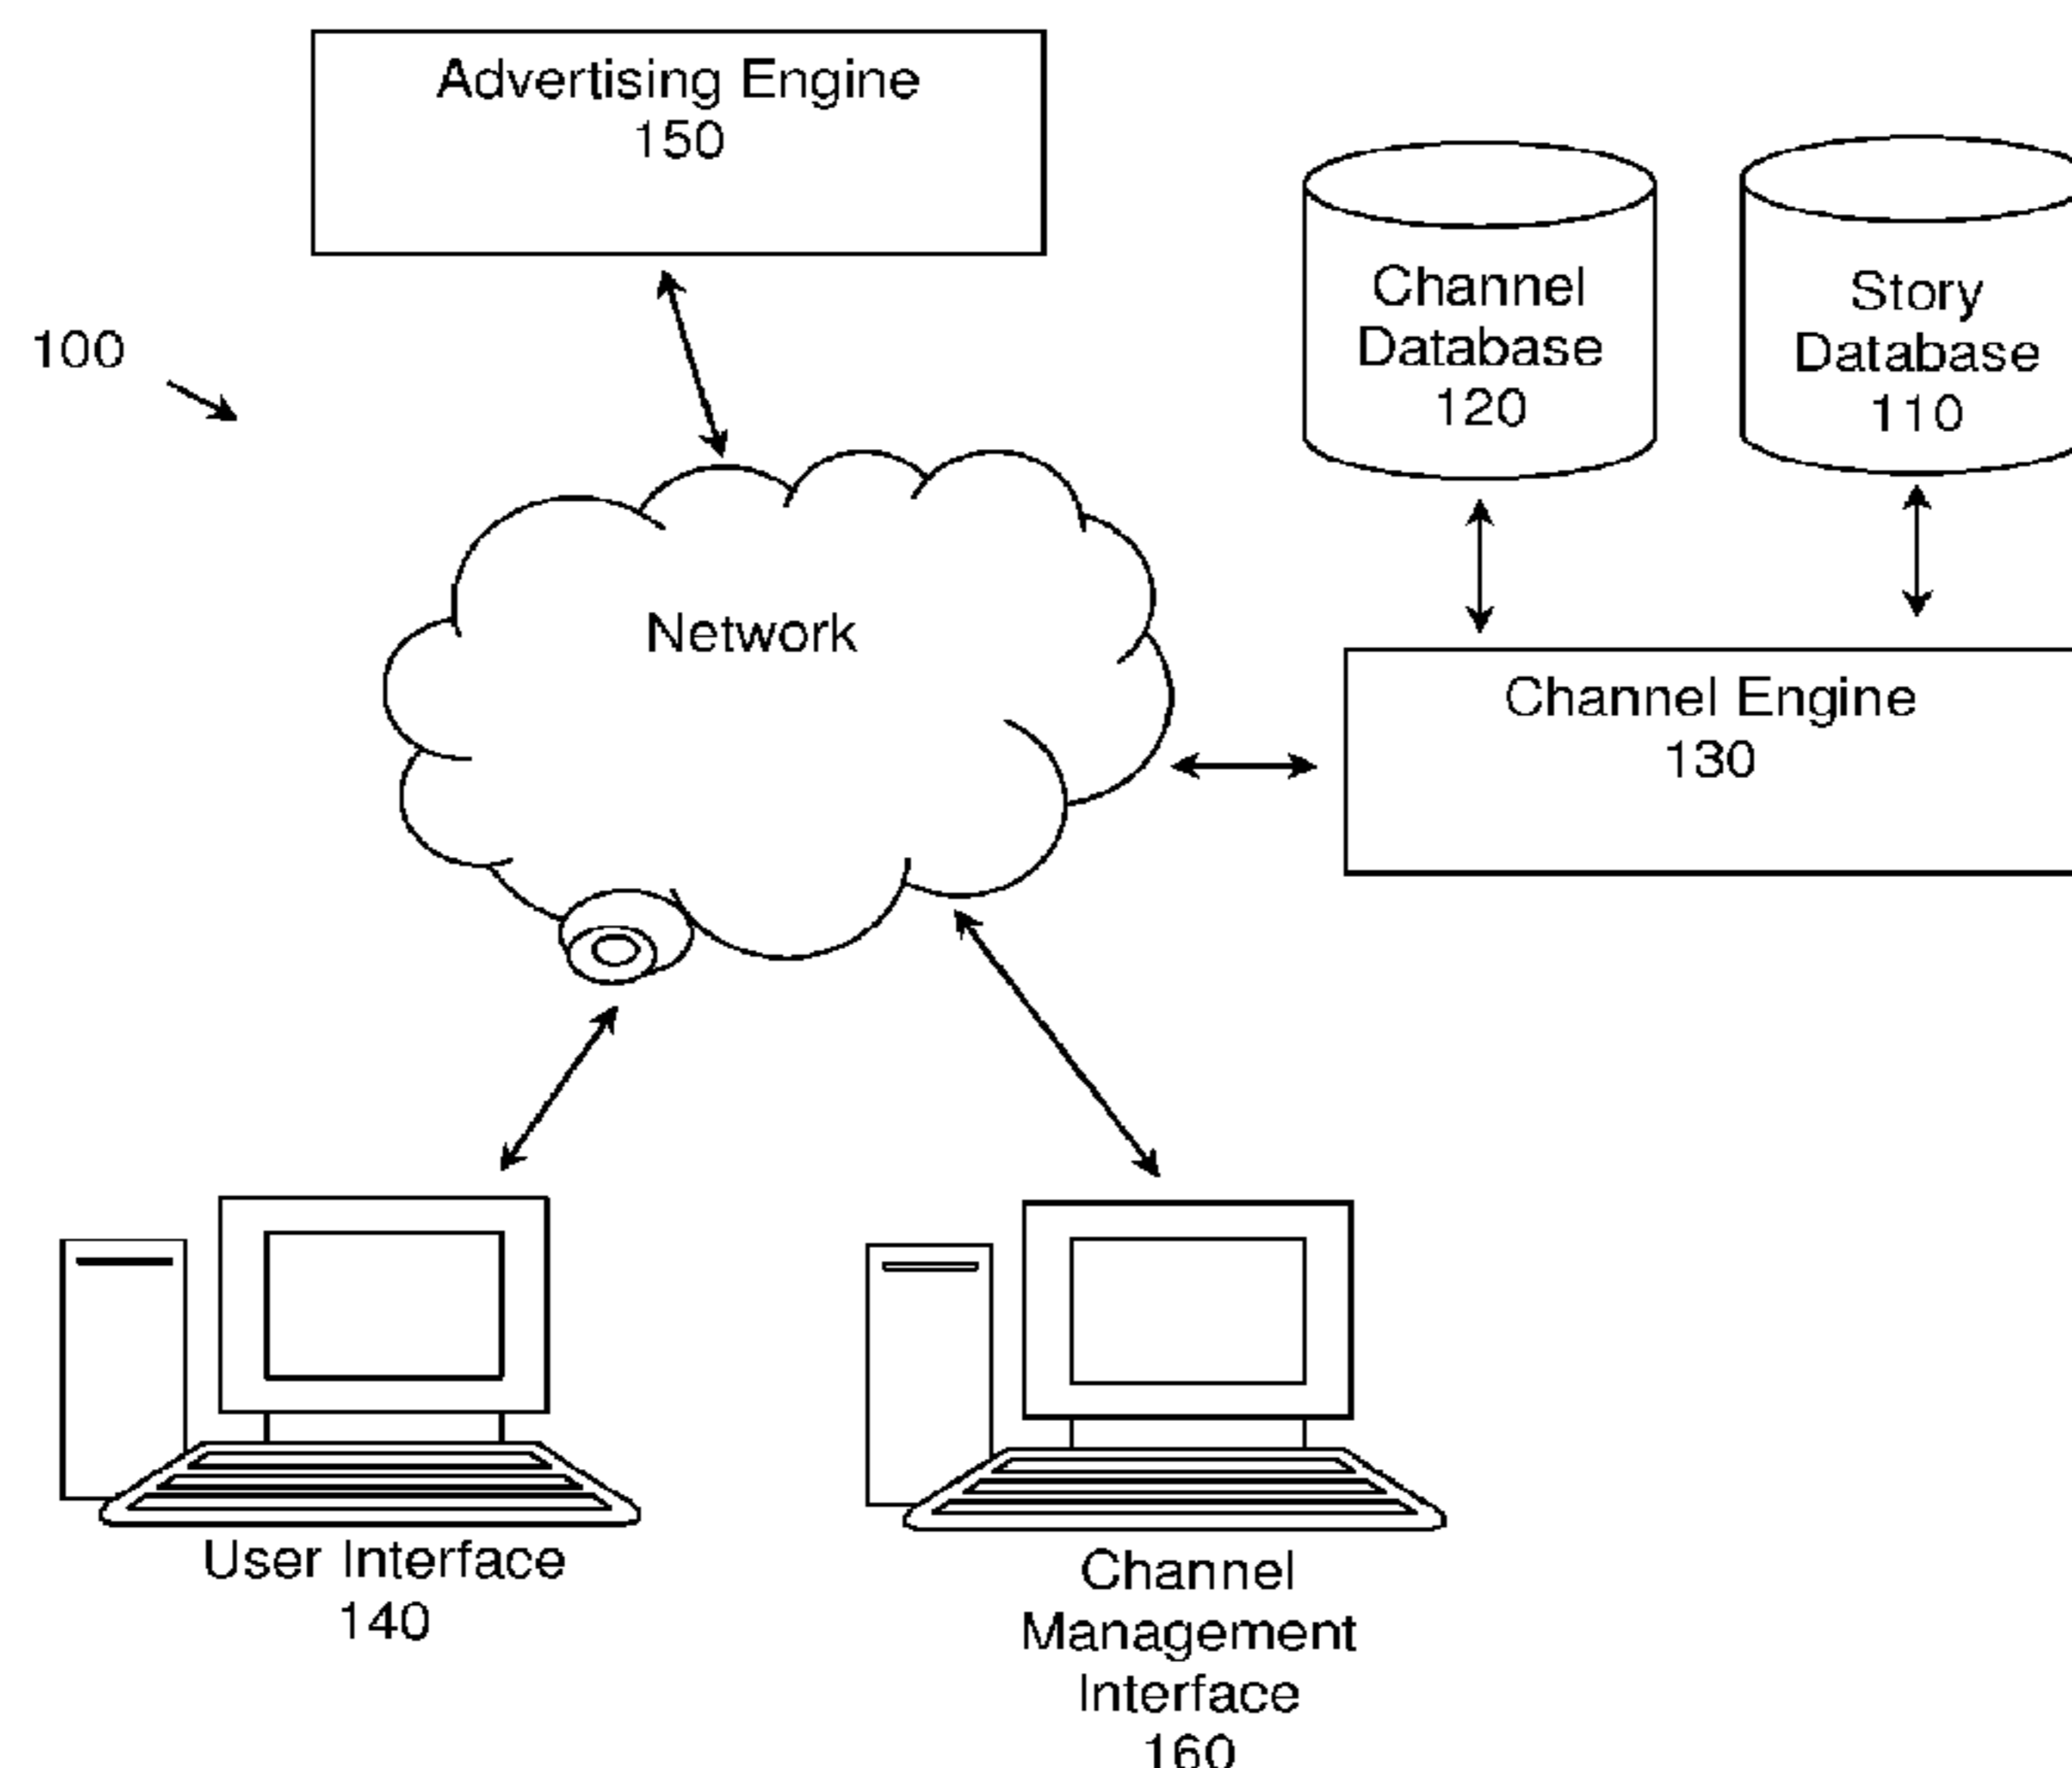 Advertising Engine
150
100
Channel
Database
120
Story
Database
110
Network
Channel Engine
130
User Interface
140
Channel
Management
Interface
160